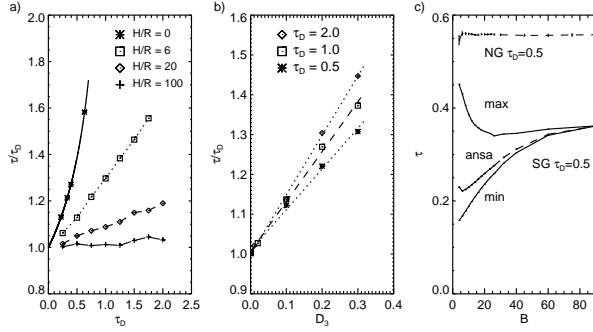 a)
H/R = 0
H/R = 6
H/R = 20
H/R = 100
τ/τD
2.0
1.8
1.6
1.4
1.2
1.0
0.8
0.0 0.5 1.0 1.5 2.0
τD
b)
τD = 2.0
τD = 1.0
τD = 0.5
τ/τD
1.6
1.5
1.4
1.3
1.2
1.1
1.0
0.9
0.0 0.1 0.2 0.3 0.4
D3
c)
NG τD=0.5
max
ansa
SG τD=0.5
min
τ
0.6
0.4
0.2
0.0
0 20 40 60 80
B